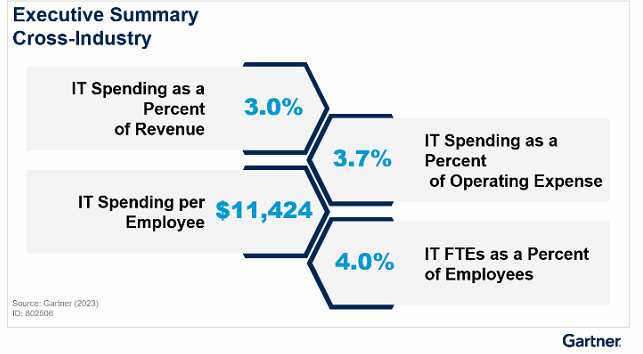 Executive Summary
Cross-Industry
IT Spending as a
Percent
of Revenue
3.0%
3.7%
IT Spending as a
Percent
of Operating Expense
IT Spending per
Employee
$11,424
4.0%
IT FTEs as a Percent
of Employees
Source: Gartner (2023)
ID: 802506
Gartner